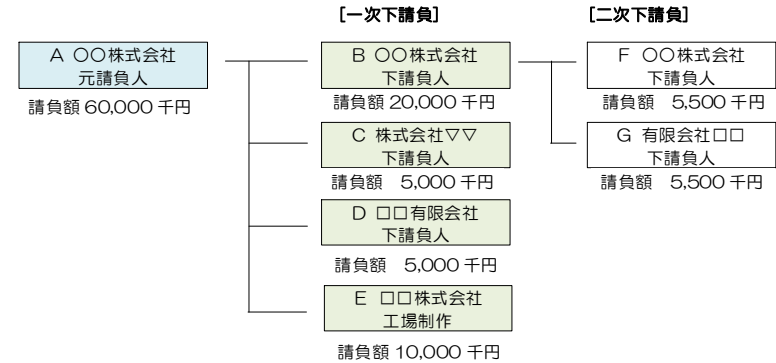 [一次下請負]
[二次下請負]
A 〇〇株式会社
元請負人
請負額 60,000 千円
B 〇〇株式会社
下請負人
請負額 20,000 千円
F 〇〇株式会社
下請負人
請負額 5,500 千円
C 株式会社▽▽
下請負人
請負額 5,000 千円
G 有限会社□□
下請負人
請負額 5,500 千円
D □□有限会社
下請負人
請負額 5,000 千円
E □□株式会社
工場制作
請負額 10,000 千円